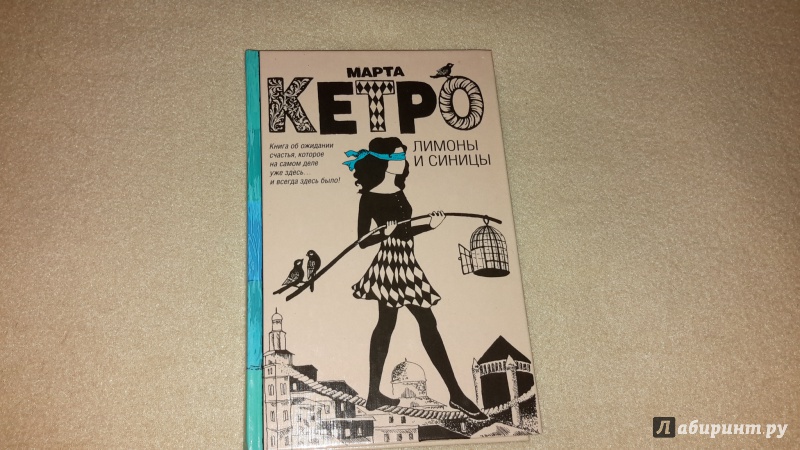 МАРТА
КЕТРО
ЛИМОНЫ
И СИНИЦЫ
Книга об ожидании
счастья, которое
на самом деле
уже здесь...
и всегда здесь было!
Лабиринт.ру